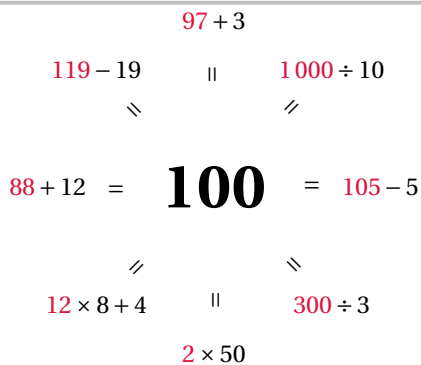 97 + 3
119 − 19 = 1 000 ÷ 10
= =
88 + 12 = 100 = 105 − 5
= =
12 × 8 + 4 = 300 ÷ 3
2 × 50